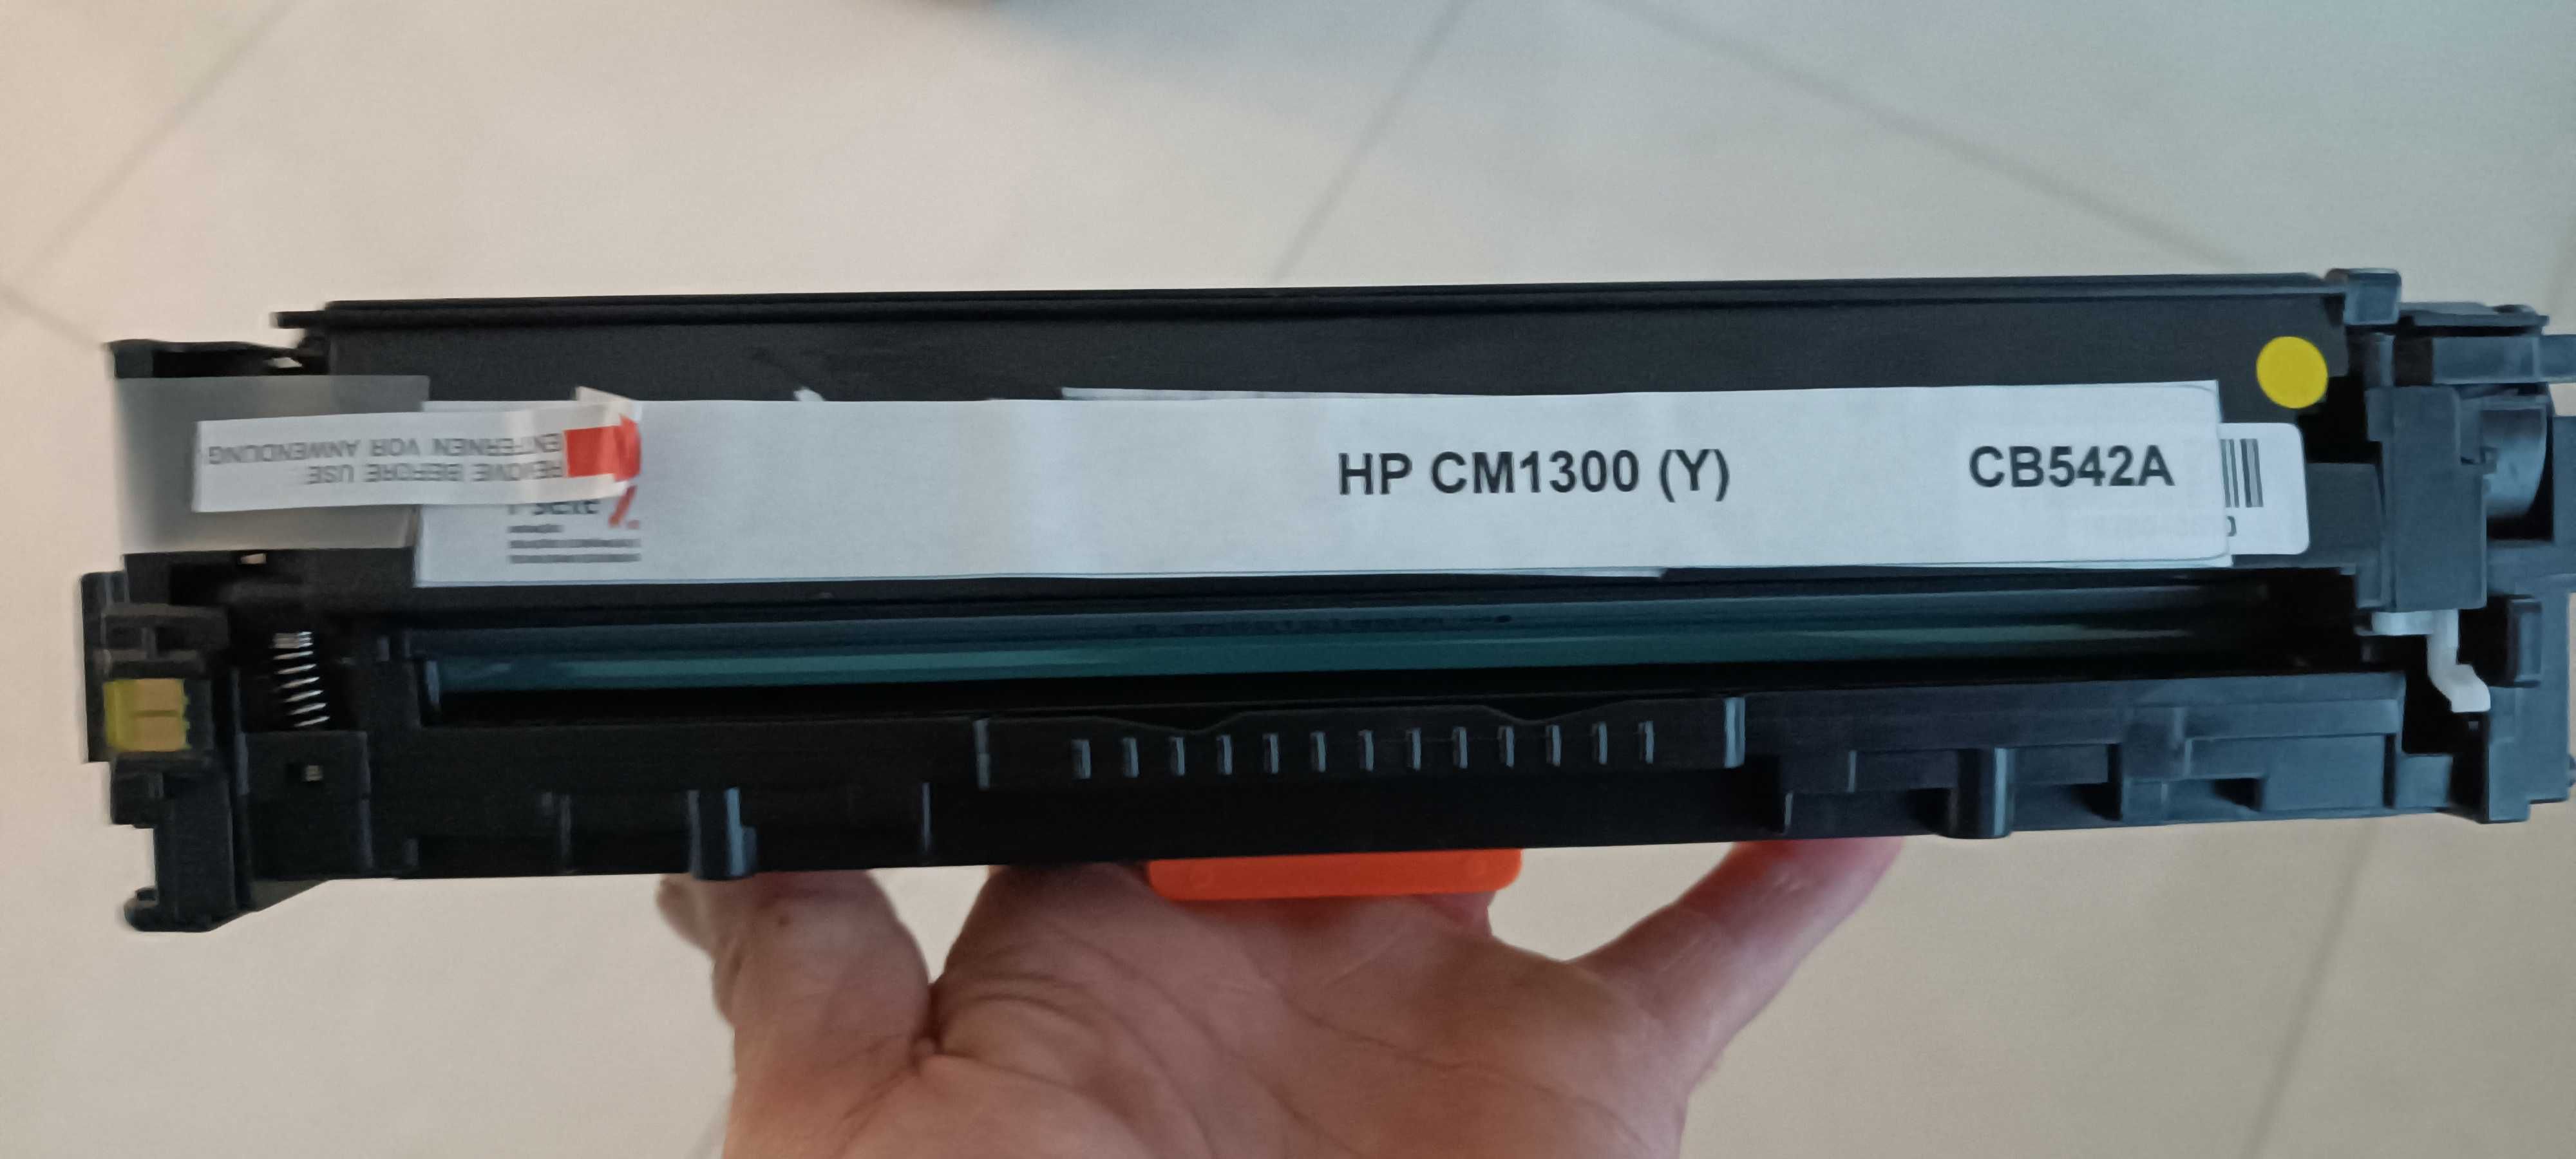 HP CM1300 (Y) CB542A
REMOVE BEFORE USE
ENTFERNEN VOR ANWENDUNG